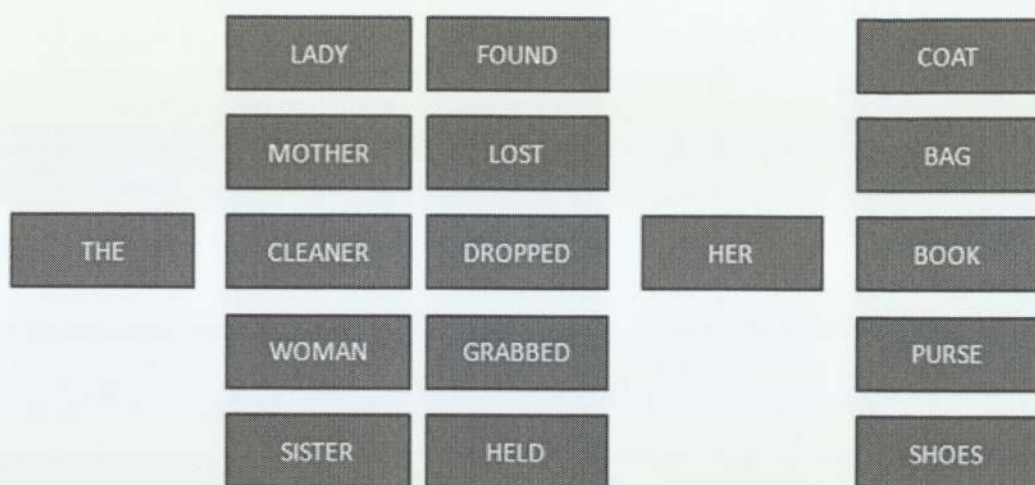 LADY FOUND COAT
MOTHER LOST BAG
THE CLEANER DROPPED HER BOOK
WOMAN GRABBED PURSE
SISTER HELD SHOES